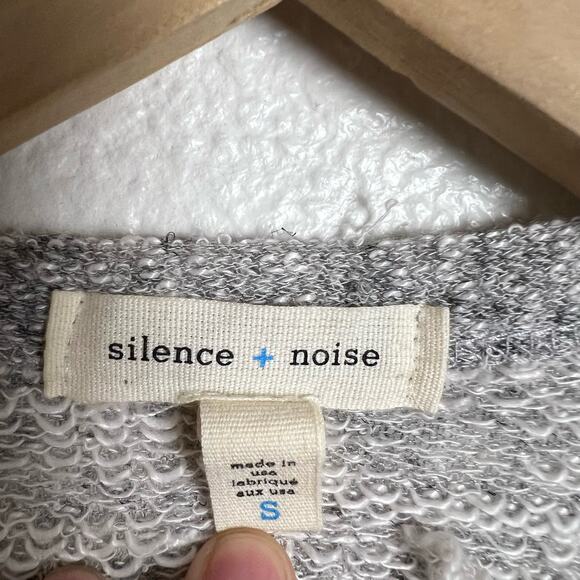 silence + noise
made in
usa
fabriqué
aux usa
S